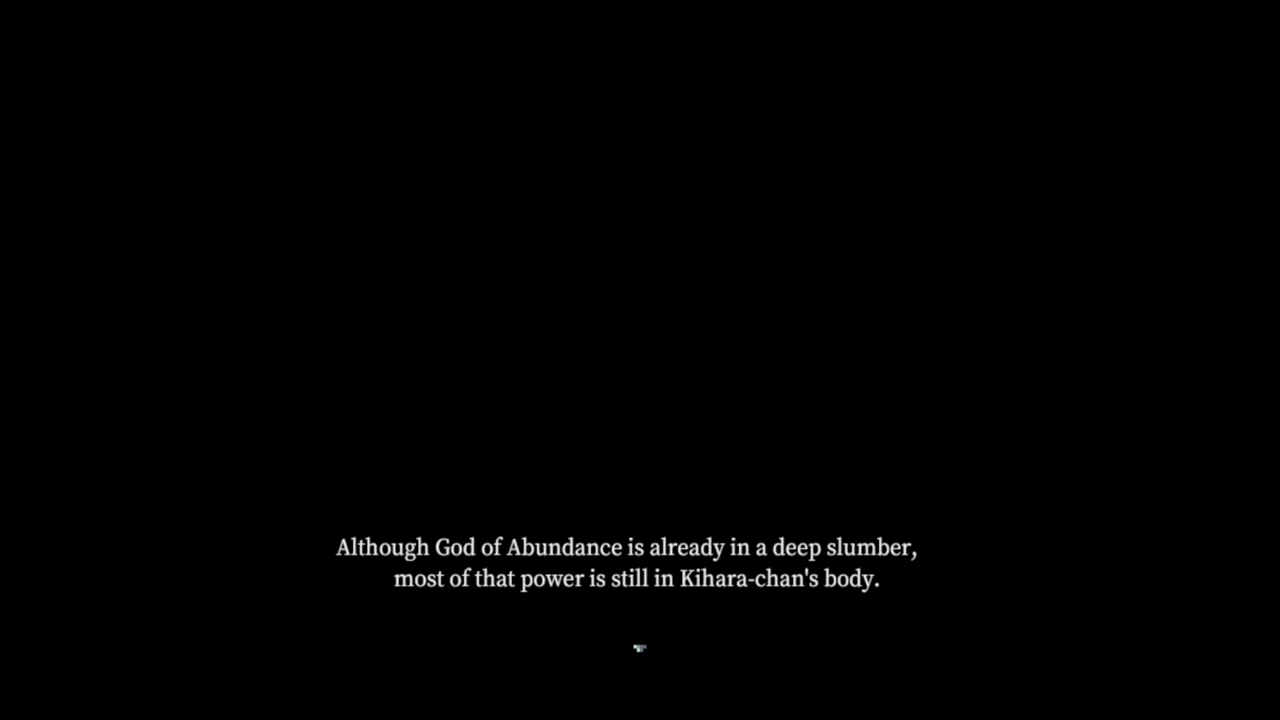 Although God of Abundance is already in a deep slumber,
most of that power is still in Kihara-chan's body.